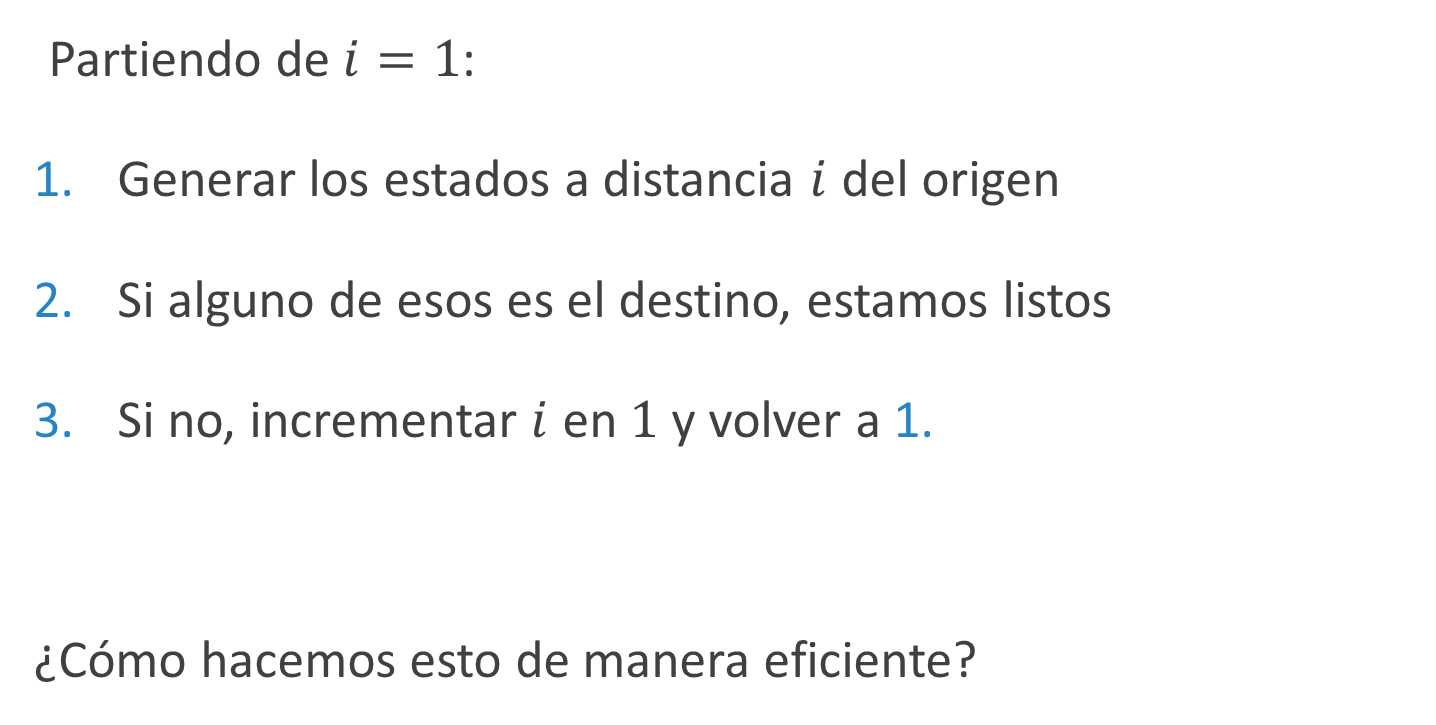 Partiendo de i = 1:
1. Generar los estados a distancia i del origen
2. Si alguno de esos es el destino, estamos listos
3. Si no, incrementar i en 1 y volver a 1.
¿Cómo hacemos esto de manera eficiente?